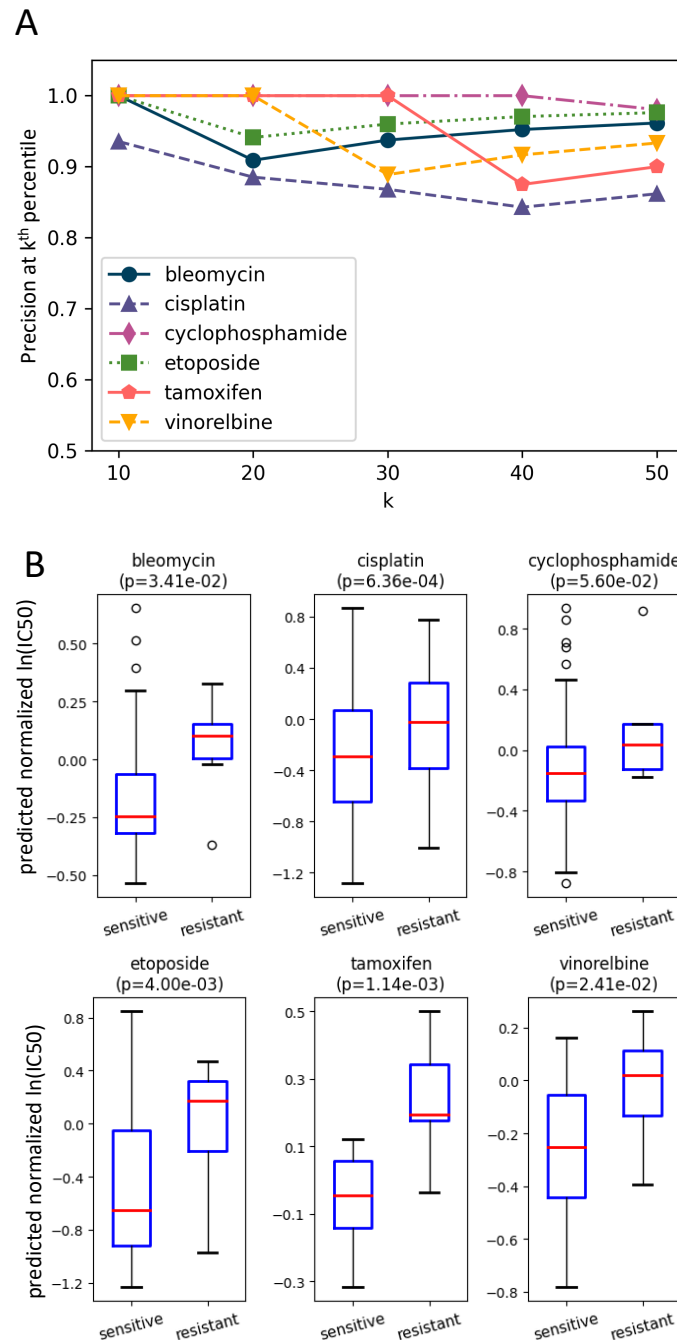 A
Precision at kth percentile
1.0
0.9
0.8
0.7
0.6
0.5
bleomycin
cisplatin
cyclophosphamide
etoposide
tamoxifen
vinorelbine
10 20 30 40 50
k
B
predicted normalized ln(IC50)
bleomycin
(p=3.41e-02)
0.50
0.25
0.00
−0.25
−0.50
sensitive resistant
cisplatin
(p=6.36e-04)
0.8
0.4
0.0
−0.4
−0.8
−1.2
sensitive resistant
cyclophosphamide
(p=5.60e-02)
0.8
0.4
0.0
−0.4
−0.8
sensitive resistant
predicted normalized ln(IC50)
etoposide
(p=4.00e-03)
0.8
0.4
0.0
−0.4
−0.8
−1.2
sensitive resistant
tamoxifen
(p=1.14e-03)
0.5
0.3
0.1
−0.1
−0.3
sensitive resistant
vinorelbine
(p=2.41e-02)
0.2
0.0
−0.2
−0.4
−0.6
−0.8
sensitive resistant